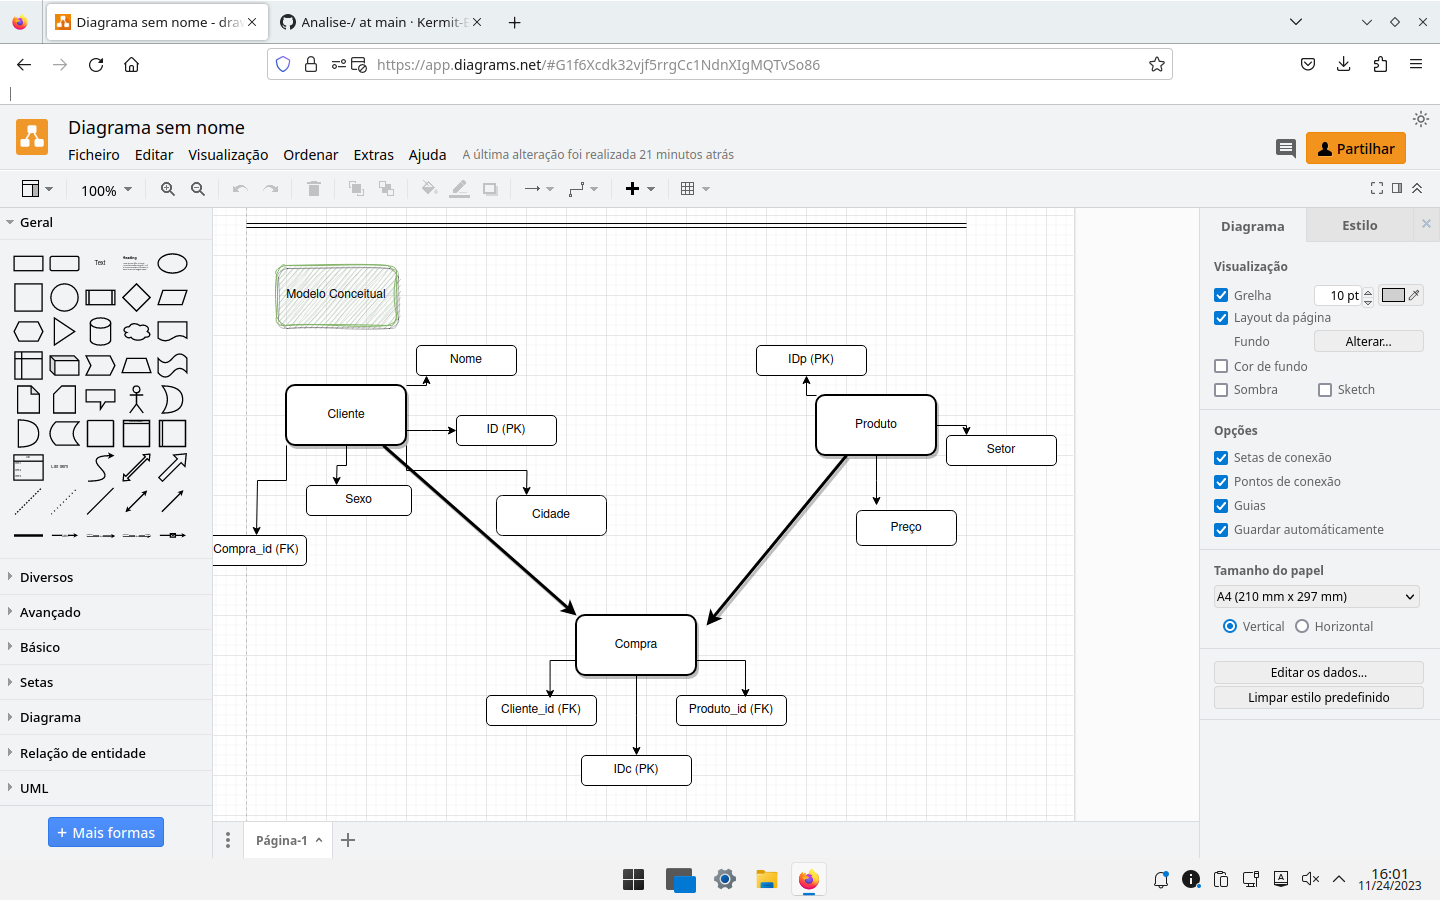 Diagrama sem nome - dra
Analise-/ at main · Kermit-E
https://app.diagrams.net/#G1f6Xcdk32vjf5rrgCc1NdnXIgMQTvSo86
Diagrama sem nome
Ficheiro Editar Visualização Ordenar Extras Ajuda A última alteração foi realizada 21 minutos atrás
Partilhar
100%
Geral
Text
Heading
Modelo Conceitual
Nome
Cliente
ID (PK)
Sexo
Cidade
Compra_id (FK)
IDp (PK)
Produto
Setor
Preço
Compra
Cliente_id (FK)
Produto_id (FK)
IDc (PK)
Diversos
Avançado
Básico
Setas
Diagrama
Relação de entidade
UML
+ Mais formas
Página-1
Diagrama Estilo
Visualização
Grelha 10 pt
Layout da página
Fundo Alterar...
Cor de fundo
Sombra Sketch
Opções
Setas de conexão
Pontos de conexão
Guias
Guardar automáticamente
Tamanho do papel
A4 (210 mm x 297 mm)
Vertical Horizontal
Editar os dados...
Limpar estilo predefinido
16:01
11/24/2023